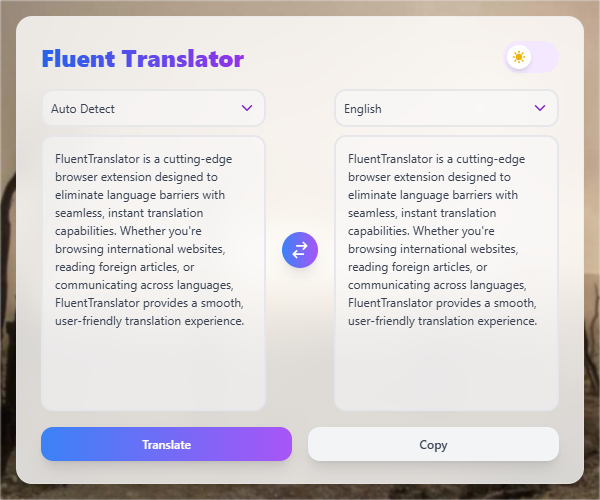 Fluent Translator
Auto Detect
English
FluentTranslator is a cutting-edge
browser extension designed to
eliminate language barriers with
seamless, instant translation
capabilities. Whether you're
browsing international websites,
reading foreign articles, or
communicating across languages,
FluentTranslator provides a smooth,
user-friendly translation experience.
FluentTranslator is a cutting-edge
browser extension designed to
eliminate language barriers with
seamless, instant translation
capabilities. Whether you're
browsing international websites,
reading foreign articles, or
communicating across languages,
FluentTranslator provides a smooth,
user-friendly translation experience.
Translate
Copy